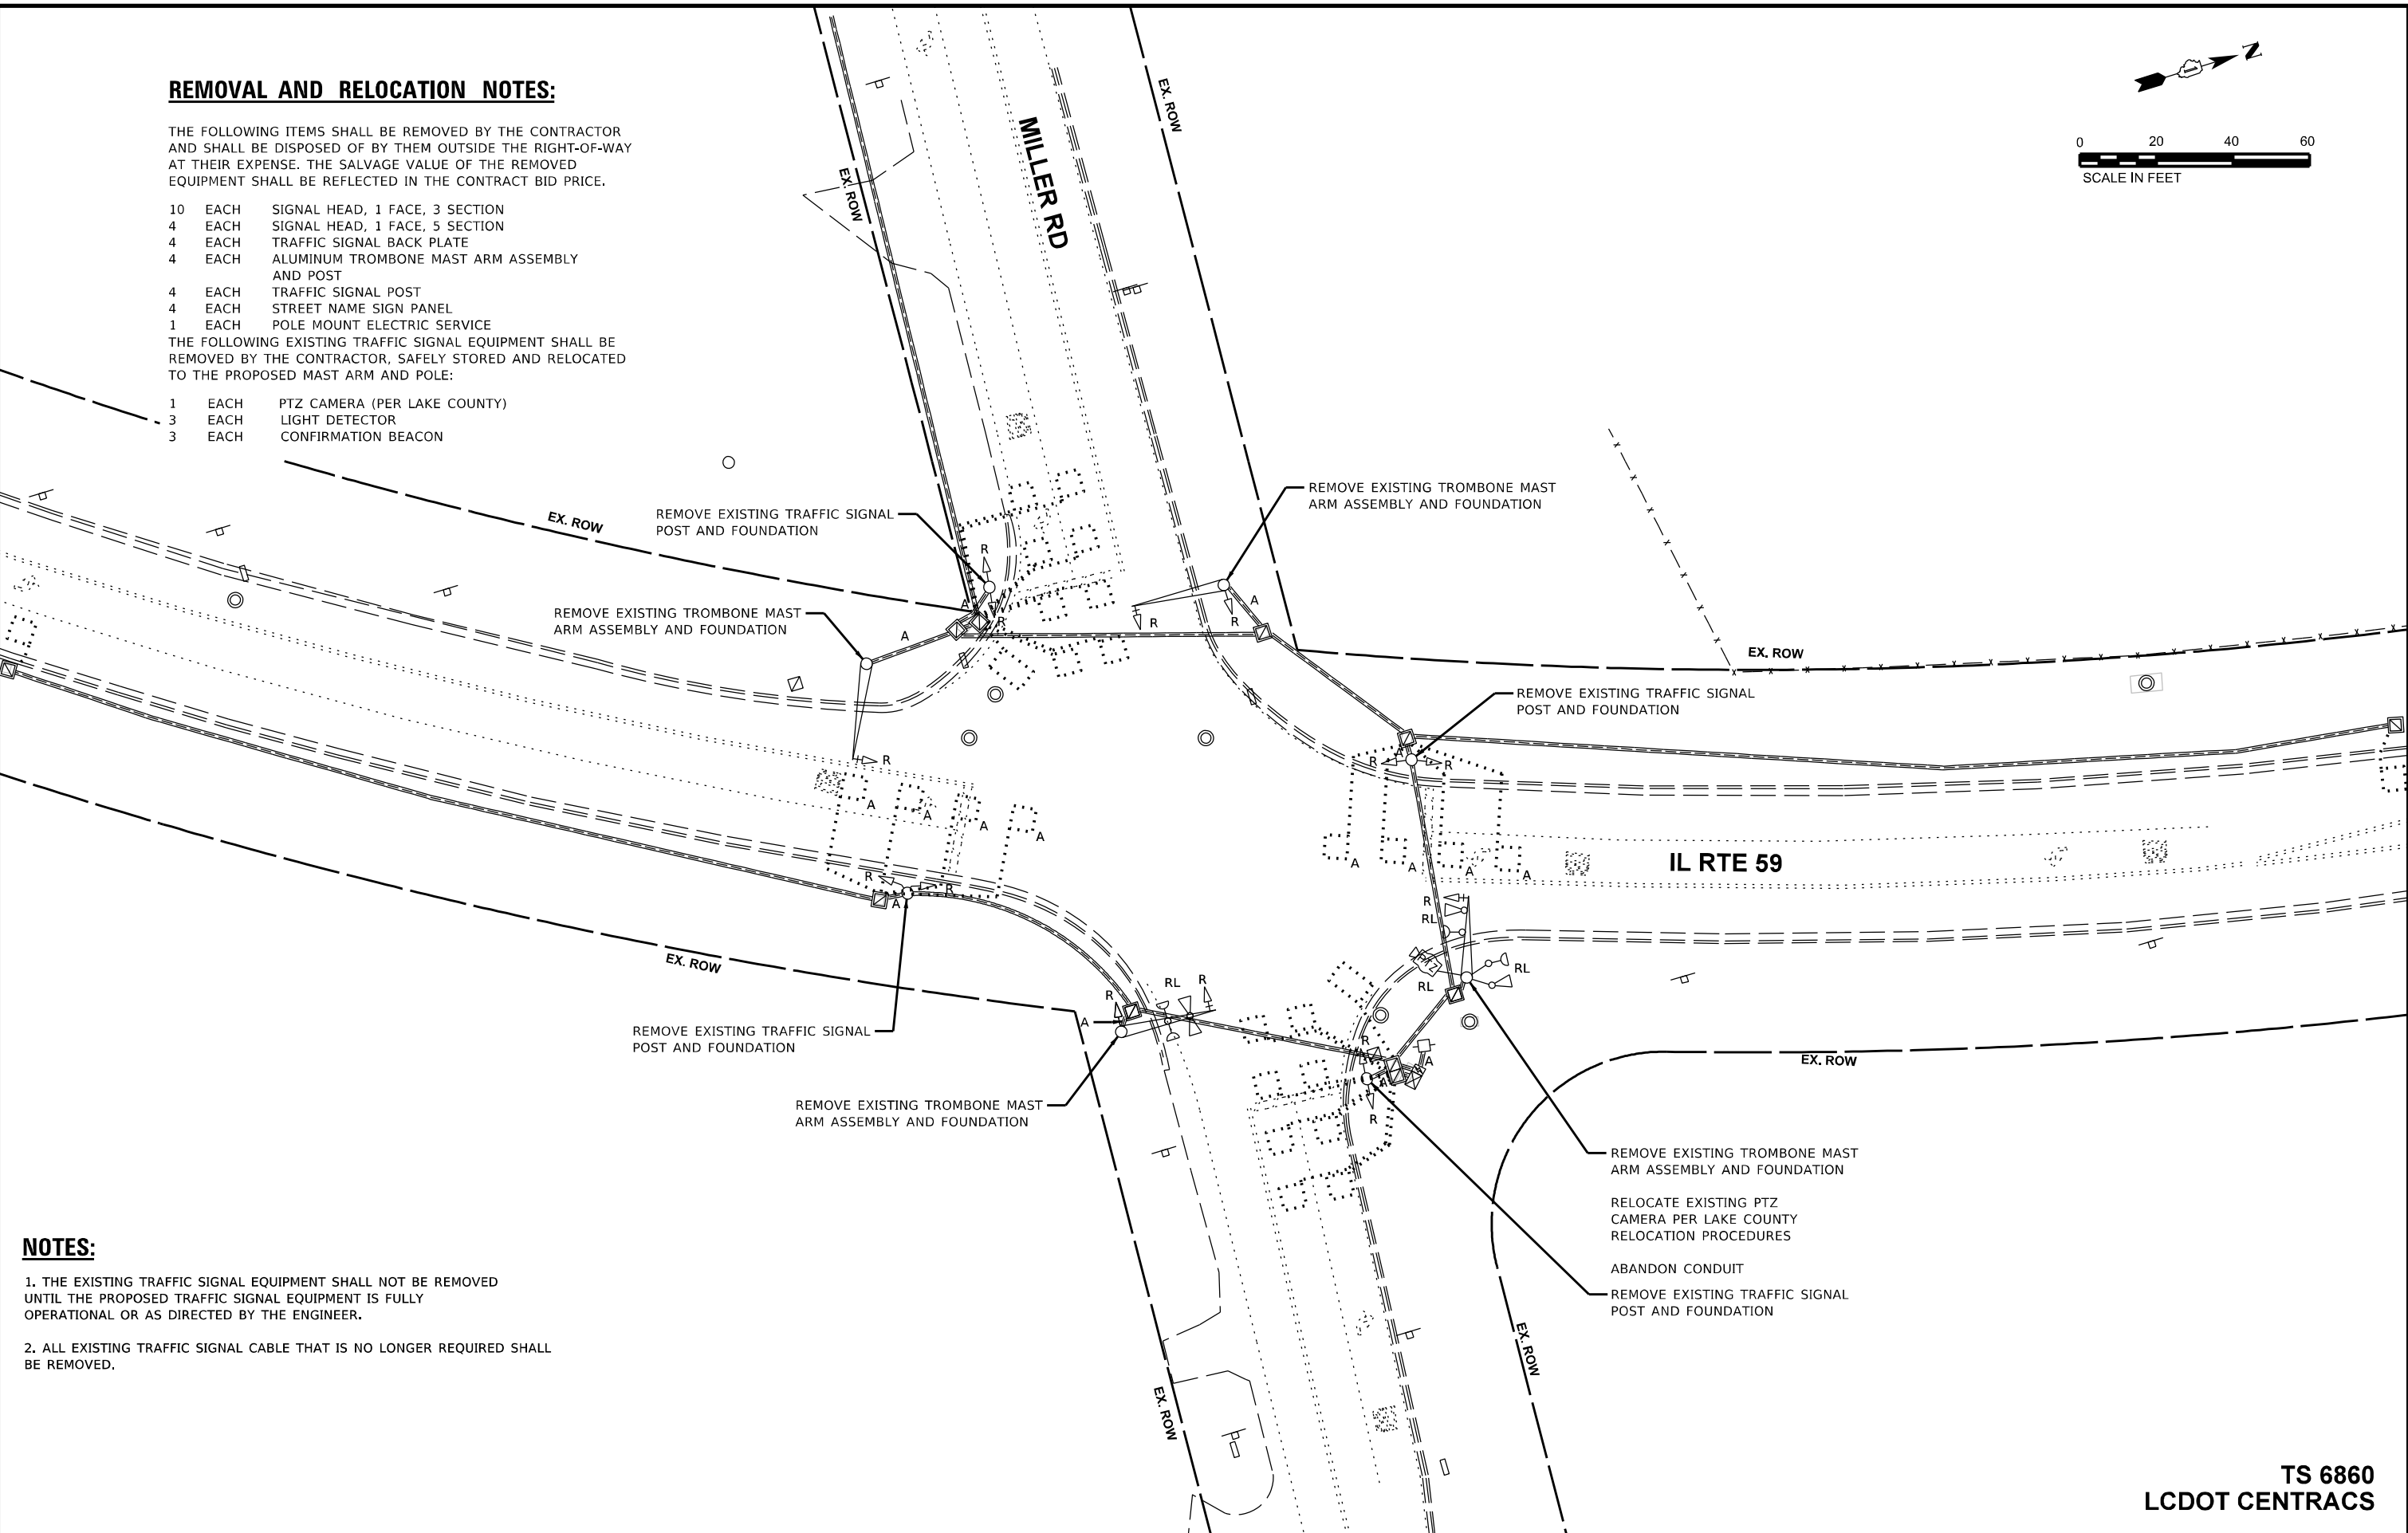 REMOVAL AND RELOCATION NOTES:
THE FOLLOWING ITEMS SHALL BE REMOVED BY THE CONTRACTOR
AND SHALL BE DISPOSED OF BY THEM OUTSIDE THE RIGHT-OF-WAY
AT THEIR EXPENSE. THE SALVAGE VALUE OF THE REMOVED
EQUIPMENT SHALL BE REFLECTED IN THE CONTRACT BID PRICE.
10 EACH SIGNAL HEAD, 1 FACE, 3 SECTION
4 EACH SIGNAL HEAD, 1 FACE, 5 SECTION
4 EACH TRAFFIC SIGNAL BACK PLATE
4 EACH ALUMINUM TROMBONE MAST ARM ASSEMBLY
AND POST
4 EACH TRAFFIC SIGNAL POST
4 EACH STREET NAME SIGN PANEL
1 EACH POLE MOUNT ELECTRIC SERVICE
THE FOLLOWING EXISTING TRAFFIC SIGNAL EQUIPMENT SHALL BE
REMOVED BY THE CONTRACTOR, SAFELY STORED AND RELOCATED
TO THE PROPOSED MAST ARM AND POLE:
1 EACH PTZ CAMERA (PER LAKE COUNTY)
3 EACH LIGHT DETECTOR
3 EACH CONFIRMATION BEACON
EX. ROW
MILLER RD
EX. ROW
N
0 20 40 60
SCALE IN FEET
EX. ROW
REMOVE EXISTING TRAFFIC SIGNAL
POST AND FOUNDATION
REMOVE EXISTING TROMBONE MAST
ARM ASSEMBLY AND FOUNDATION
REMOVE EXISTING TROMBONE MAST
ARM ASSEMBLY AND FOUNDATION
R
A
R
A
R
R
A
R
EX. ROW
REMOVE EXISTING TRAFFIC SIGNAL
POST AND FOUNDATION
R
A
R
A
A
A
A
A
A
A
A
IL RTE 59
R
R
A
R
RL
PTZ
RL
RL
EX. ROW
REMOVE EXISTING TRAFFIC SIGNAL
POST AND FOUNDATION
R
A
RL
R
R
A
A
R
EX. ROW
REMOVE EXISTING TROMBONE MAST
ARM ASSEMBLY AND FOUNDATION
REMOVE EXISTING TROMBONE MAST
ARM ASSEMBLY AND FOUNDATION
RELOCATE EXISTING PTZ
CAMERA PER LAKE COUNTY
RELOCATION PROCEDURES
ABANDON CONDUIT
REMOVE EXISTING TRAFFIC SIGNAL
POST AND FOUNDATION
EX. ROW
EX. ROW
NOTES:
1. THE EXISTING TRAFFIC SIGNAL EQUIPMENT SHALL NOT BE REMOVED
UNTIL THE PROPOSED TRAFFIC SIGNAL EQUIPMENT IS FULLY
OPERATIONAL OR AS DIRECTED BY THE ENGINEER.
2. ALL EXISTING TRAFFIC SIGNAL CABLE THAT IS NO LONGER REQUIRED SHALL
BE REMOVED.
TS 6860
LCDOT CENTRACS